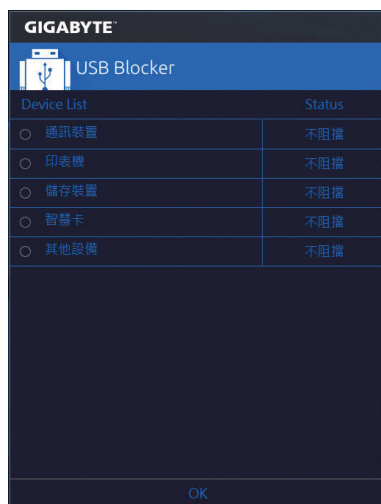 GIGABYTE™
USB Blocker
Device List Status
通訊裝置 不阻擋
印表機 不阻擋
儲存裝置 不阻擋
智慧卡 不阻擋
其他設備 不阻擋
OK